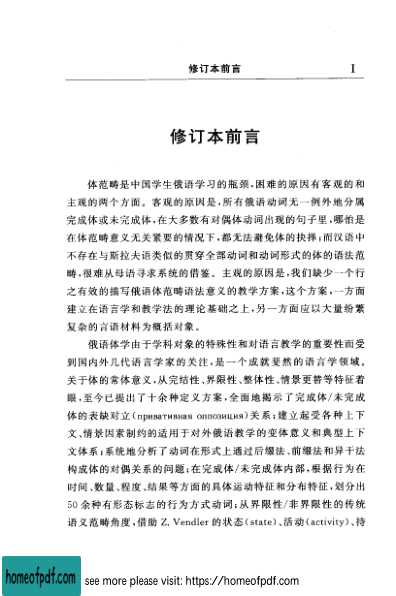 修订本前言 I
修订本前言
体范畴是中国学生俄语学习的瓶颈,困难的原因有客观的和
主观的两个方面。客观的原因是,所有俄语动词无一例外地分属
完成体或未完成体,在大多数有对偶体动词出现的句子里,哪怕是
在体范畴意义无关紧要的情况下,都无法避免体的抉择;而汉语中
不存在与斯拉夫语类似的贯穿全部动词和动词形式的体的语法范
畴,很难从母语寻求系统的借鉴。主观的原因是,我们缺少一个行
之有效的描写俄语体范畴语法意义的教学方案,这个方案,一方面
建立在语言学和教学法的理论基础之上,另一方面应以大量纷繁
复杂的言语材料为概括对象。
俄语体学由于学科对象的特殊性和对语言教学的重要性而受
到国内外几代语言学家的关注,是一个成就斐然的语言学领域。
关于体的常体意义,从完结性、界限性、整体性、情景更替等特征着
眼,至今已提出了十余种定义方案,全面地揭示了完成体/未完成
体的表缺对立(привативная оппозиция)关系;建立起受各种上下
文、情景因素制约的适用于对外俄语教学的变体意义和典型上下
文体系;系统地分析了动词在形式上通过后缀法、前缀法和异干法
构成体的对偶关系的问题;在完成体/未完成体内部,根据行为在
时间、数量、程度、结果等方面的具体运动特征和分布特征,划分出
50余种有形态标志的行为方式动词;从界限性/非界限性的传统
语义范畴角度,借助 Z. Vendler 的状态(state)、活动(activity)、持
homeofpdf.com see more please visit: https://homeofpdf.com